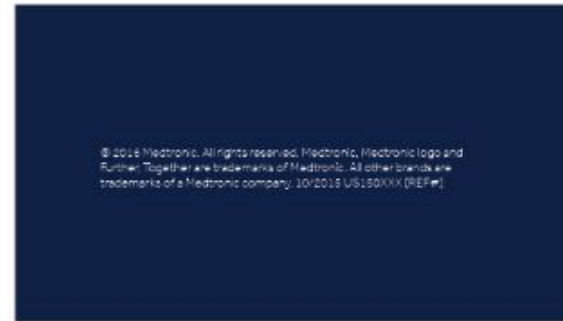 © 2016 Medtronic. All rights reserved. Medtronic, Medtronic logo and
Further, Together are trademarks of Medtronic. All other brands are
trademarks of a Medtronic company. 10/2015 US150XXX [REF#]